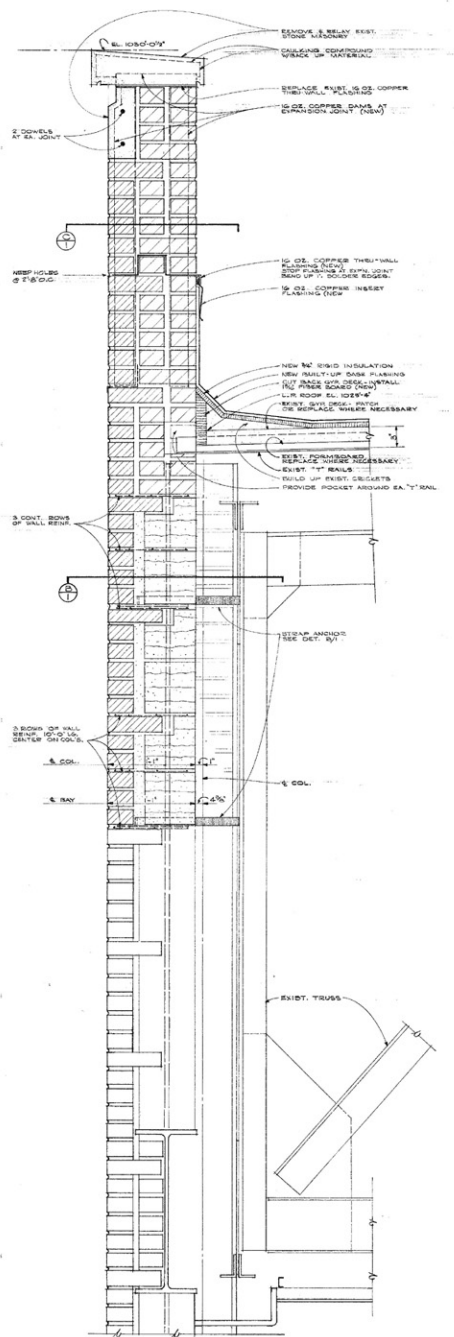 EL. 1030'-0½"
REMOVE & RELAY EXIST.
STONE MASONRY
CAULKING COMPOUND
W/BACK UP MATERIAL
REPLACE EXIST. 16 OZ. COPPER
THRU-WALL FLASHING
16 OZ. COPPER DAMS AT
EXPANSION JOINT (NEW)
2 DOWELS
AT EA. JOINT
C
1
WEEP HOLES
@ 2'-8" O.C.
16 OZ. COPPER THRU-WALL
FLASHING (NEW)
STOP FLASHING AT EXP'N. JOINT
BEND UP & SOLDER EDGES.
16 OZ. COPPER INSERT
FLASHING (NEW
NEW ¾" RIGID INSULATION
NEW BUILT-UP BASE FLASHING
CUT BACK GYP. DECK - INSTALL
FIBER BOARD (NEW)
ROOF EL. 1025'-4"
EXIST. GYP. DECK - PATCH
OR REPLACE WHERE NECESSARY
EXIST. FORMBOARD
REPLACE WHERE NECESSARY.
EXIST. "T" RAILS
BUILD UP EXIST. CRICKETS
PROVIDE POCKET AROUND EA. "T" RAIL
3 CONT. ROWS
OF WALL REINF.
B
1
STRAP ANCHOR
SEE DET. B/1
3 ROWS OF WALL
REINF. 10'-0" LG.
CENTER ON COL'S.
℄ COL.
1"
℄ COL.
℄ BAY
EXIST. TRUSS